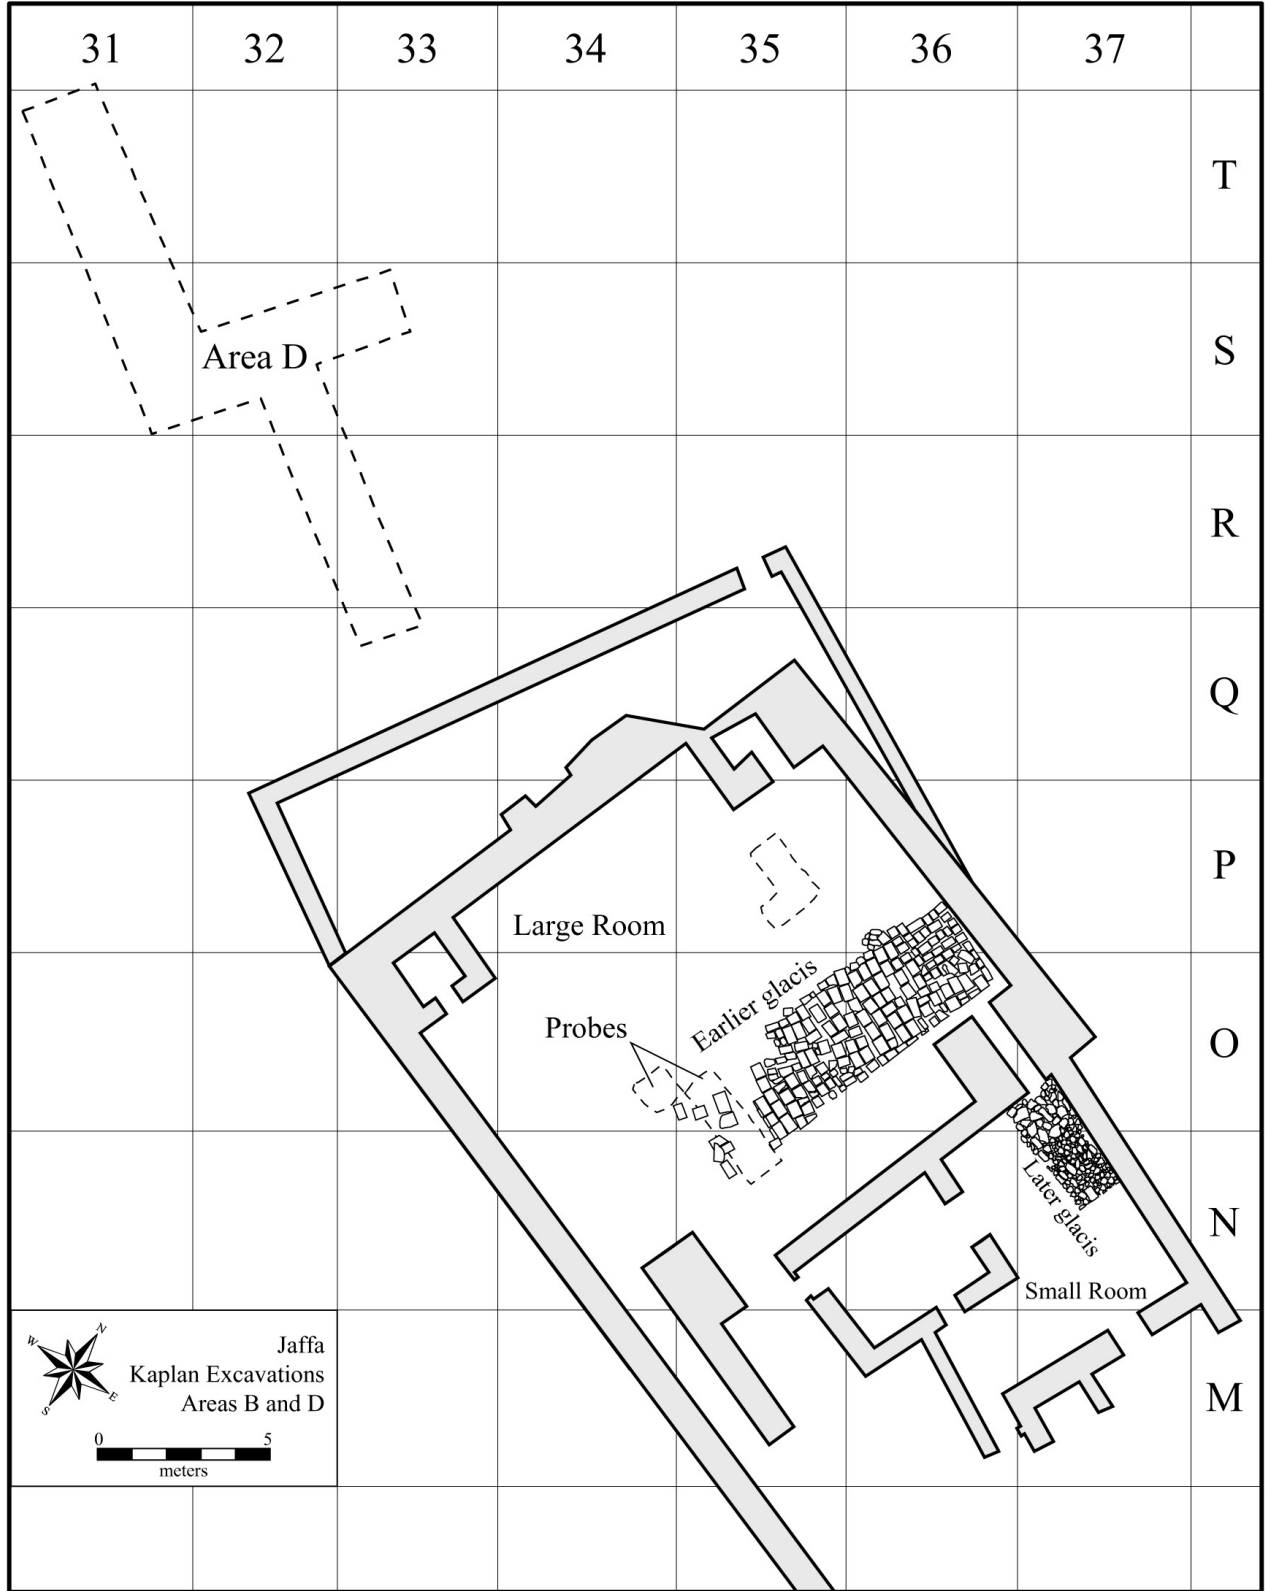 31 32 33 34 35 36 37
T
S
Area D
R
Q
P
Large Room
Earlier glacis
Probes
O
Later glacis
N
Small Room
N
W
E
S
Jaffa
Kaplan Excavations
Areas B and D
M
0 5
meters